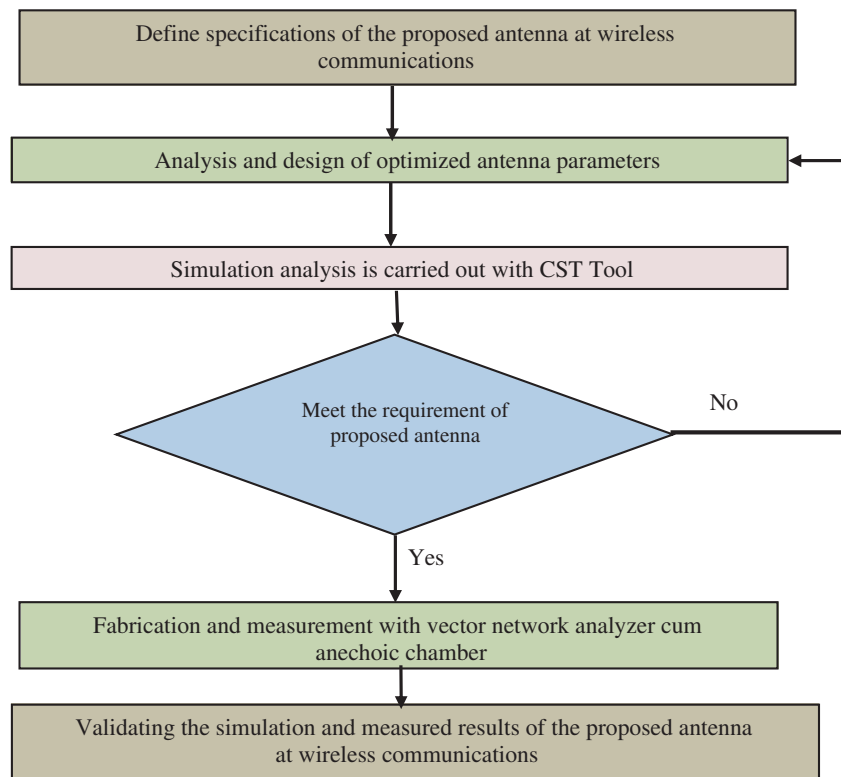 Define specifications of the proposed antenna at wireless
communications
Analysis and design of optimized antenna parameters
Simulation analysis is carried out with CST Tool
Meet the requirement of
proposed antenna
No
Yes
Fabrication and measurement with vector network analyzer cum
anechoic chamber
Validating the simulation and measured results of the proposed antenna
at wireless communications